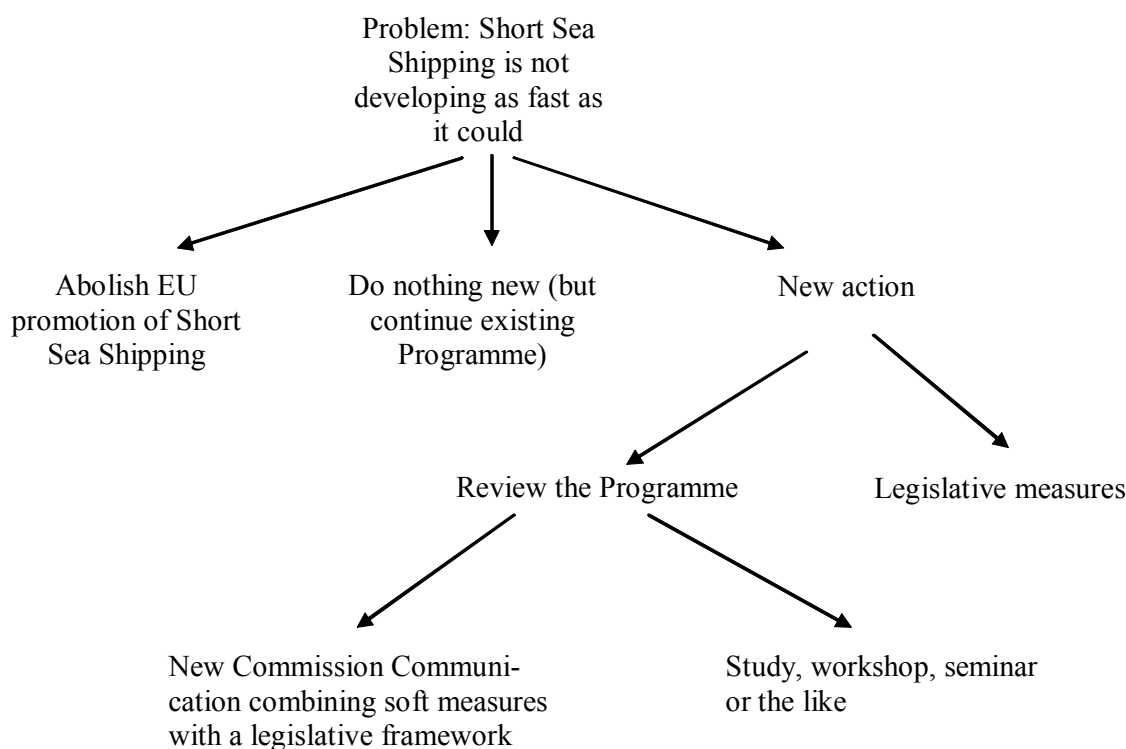 Problem: Short Sea
Shipping is not
developing as fast as
it could
Abolish EU
promotion of Short
Sea Shipping
Do nothing new (but
continue existing
Programme)
New action
Review the Programme
Legislative measures
New Commission Communi-
cation combining soft measures
with a legislative framework
Study, workshop, seminar
or the like